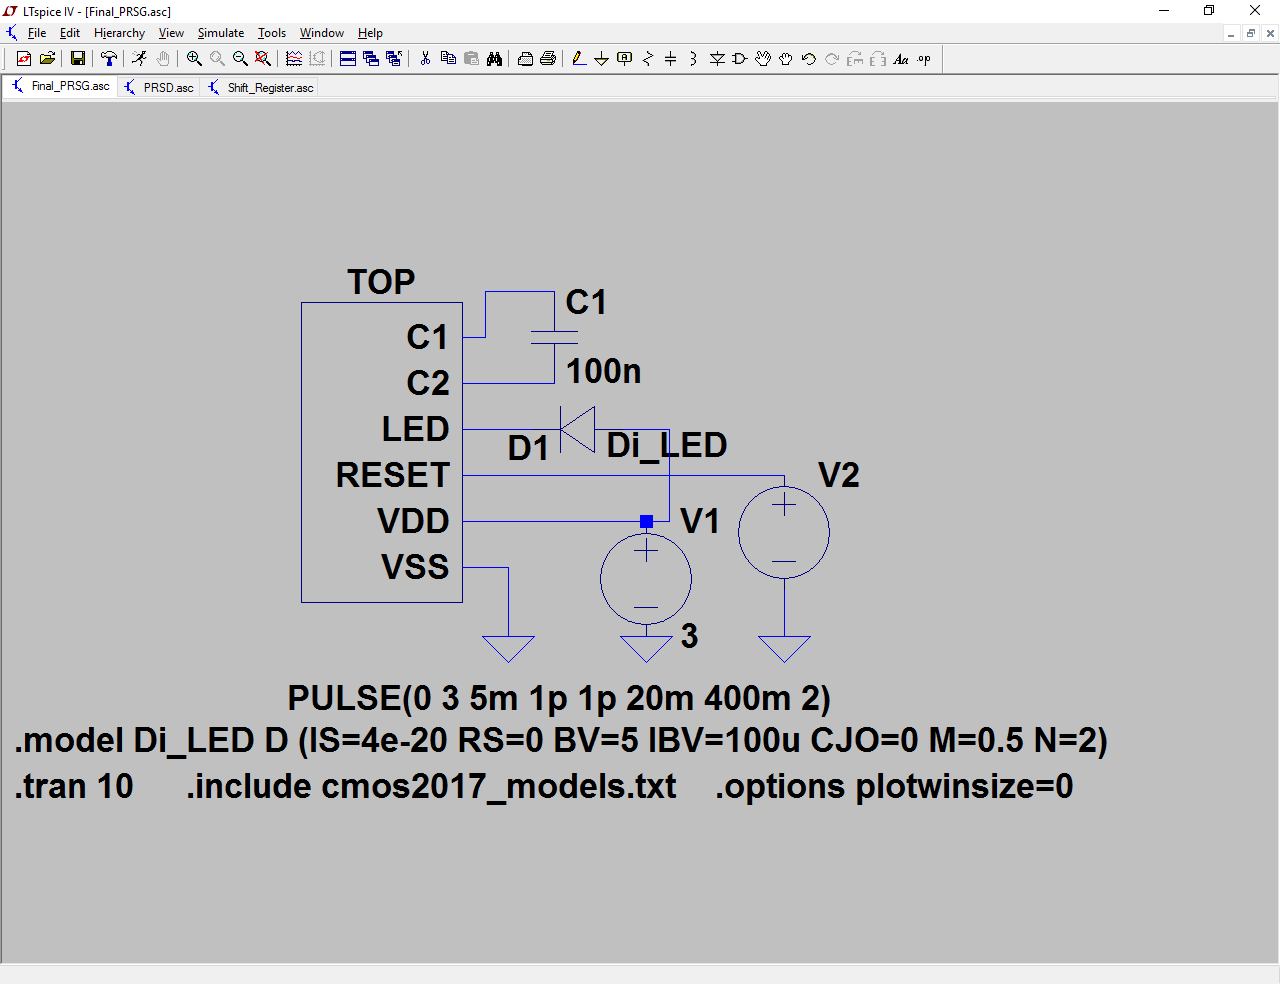 LTspice IV - [Final_PRSG.asc]
File Edit Hierarchy View Simulate Tools Window Help
Final_PRSG.asc PRSD.asc Shift_Register.asc
TOP
C1
C1
100n
C2
LED
D1
Di_LED
RESET
V2
VDD
V1
VSS
3
PULSE(0 3 5m 1p 1p 20m 400m 2)
.model Di_LED D (IS=4e-20 RS=0 BV=5 IBV=100u CJO=0 M=0.5 N=2)
.tran 10 .include cmos2017_models.txt .options plotwinsize=0